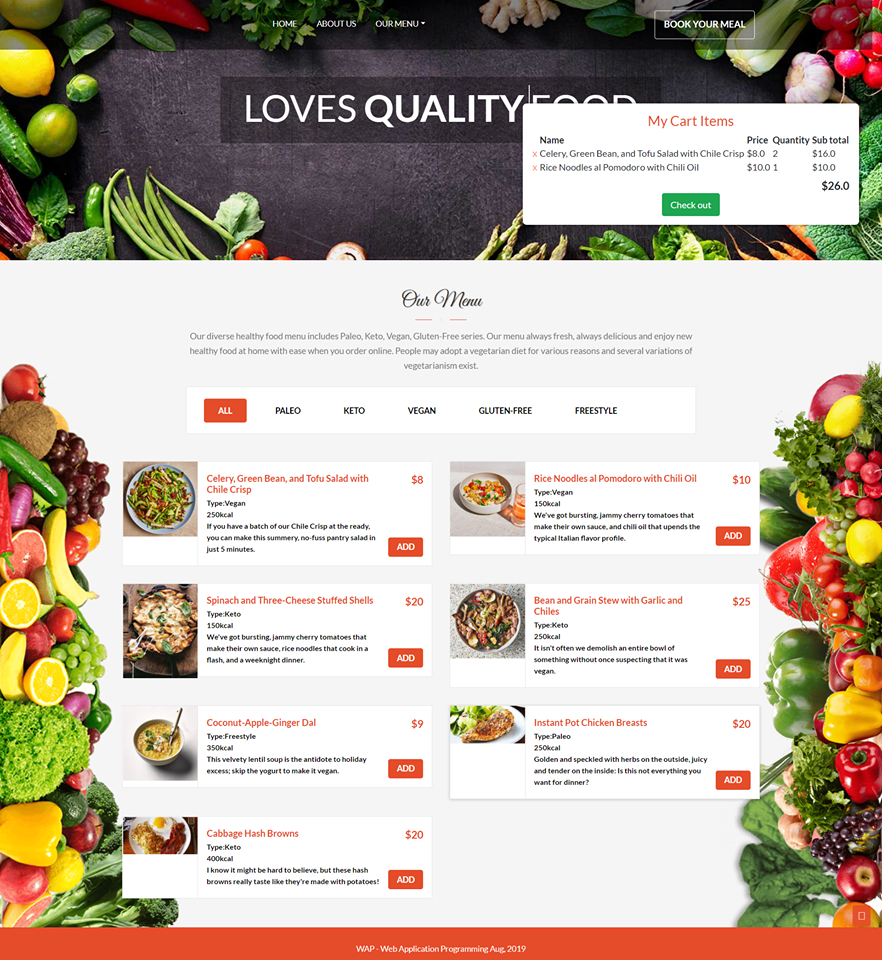 HOME ABOUT US OUR MENU BOOK YOUR MEAL
LOVES QUALITY FOOD
My Cart Items
Name Price Quantity Sub total
x Celery, Green Bean, and Tofu Salad with Chile Crisp $8.0 2 $16.0
x Rice Noodles al Pomodoro with Chili Oil $10.0 1 $10.0
$26.0
Check out
Our Menu
Our diverse healthy food menu includes Paleo, Keto, Vegan, Gluten-Free series. Our menu always fresh, always delicious and enjoy new
healthy food at home with ease when you order online. People may adopt a vegetarian diet for various reasons and several variations of
vegetarianism exist.
ALL PALEO KETO VEGAN GLUTEN-FREE FREESTYLE
Celery, Green Bean, and Tofu Salad with $8
Chile Crisp
Type:Vegan
250kcal
If you have a batch of our Chile Crisp at the ready,
you can make this summery, no-fuss pantry salad in
just 5 minutes.
ADD
Rice Noodles al Pomodoro with Chili Oil $10
Type:Vegan
150kcal
We've got bursting, jammy cherry tomatoes that
make their own sauce, and chili oil that upends the
typical Italian flavor profile.
ADD
Spinach and Three-Cheese Stuffed Shells $20
Type:Keto
150kcal
We've got bursting, jammy cherry tomatoes that
make their own sauce, rice noodles that cook in a
flash, and a weeknight dinner.
ADD
Bean and Grain Stew with Garlic and $25
Chiles
Type:Keto
250kcal
It isn't often we demolish an entire bowl of
something without once suspecting that it was
vegan.
ADD
Coconut-Apple-Ginger Dal $9
Type:Freestyle
350kcal
This velvety lentil soup is the antidote to holiday
excess; skip the yogurt to make it vegan.
ADD
Instant Pot Chicken Breasts $20
Type:Paleo
250kcal
Golden and speckled with herbs on the outside, juicy
and tender on the inside: Is this not everything you
want for dinner?
ADD
Cabbage Hash Browns $20
Type:Keto
400kcal
I know it might be hard to believe, but these hash
browns really taste like they're made with potatoes!
ADD
WAP - Web Application Programming Aug, 2019